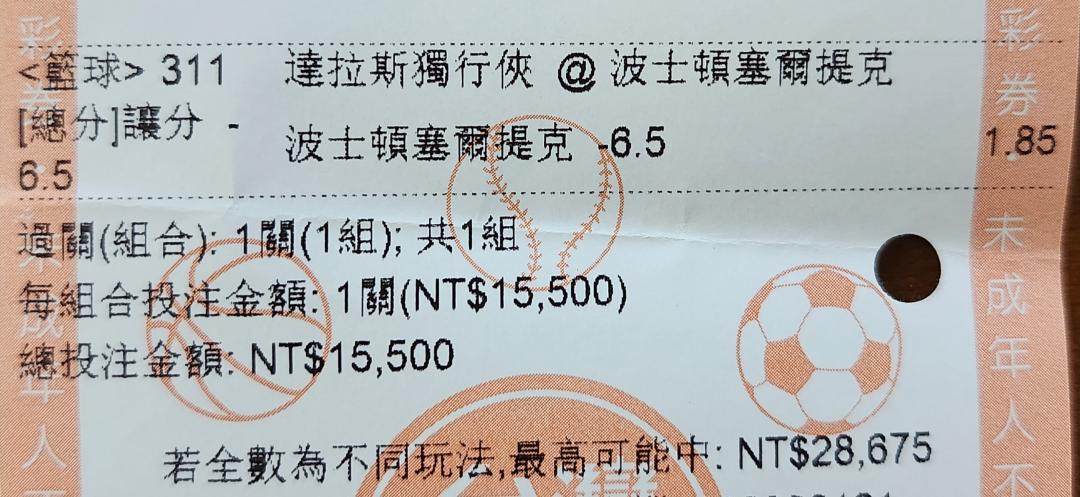 <籃球> 311 達拉斯獨行俠 @ 波士頓塞爾提克
[總分]讓分 -
6.5
波士頓塞爾提克 -6.5
1.85
過關(組合): 1關(1組); 共1組
每組合投注金額: 1關(NT$15,500)
總投注金額: NT$15,500
若全數為不同玩法,最高可能中: NT$28,675
彩券
未成年人不